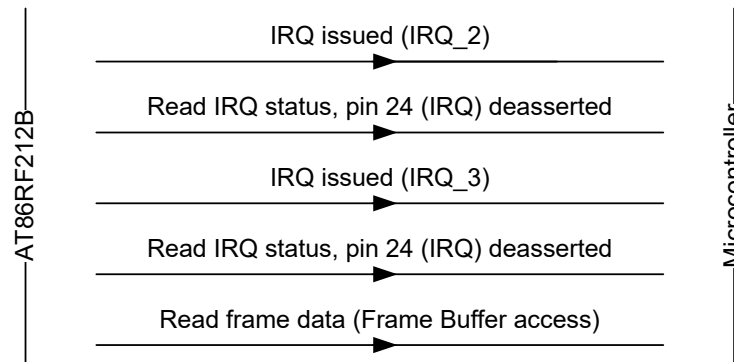 AT86RF212B
IRQ issued (IRQ_2)
Read IRQ status, pin 24 (IRQ) deasserted
IRQ issued (IRQ_3)
Read IRQ status, pin 24 (IRQ) deasserted
Read frame data (Frame Buffer access)
Microcontroller